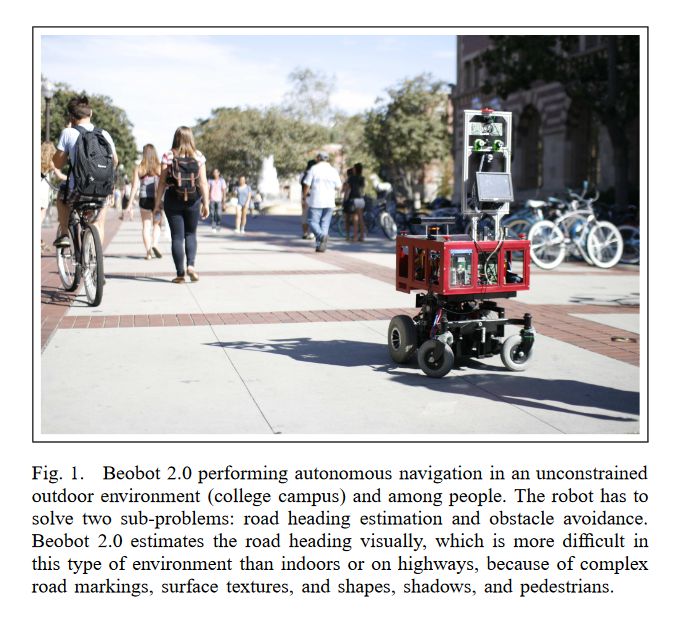 Fig. 1. Beobot 2.0 performing autonomous navigation in an unconstrained
outdoor environment (college campus) and among people. The robot has to
solve two sub-problems: road heading estimation and obstacle avoidance.
Beobot 2.0 estimates the road heading visually, which is more difficult in
this type of environment than indoors or on highways, because of complex
road markings, surface textures, and shapes, shadows, and pedestrians.